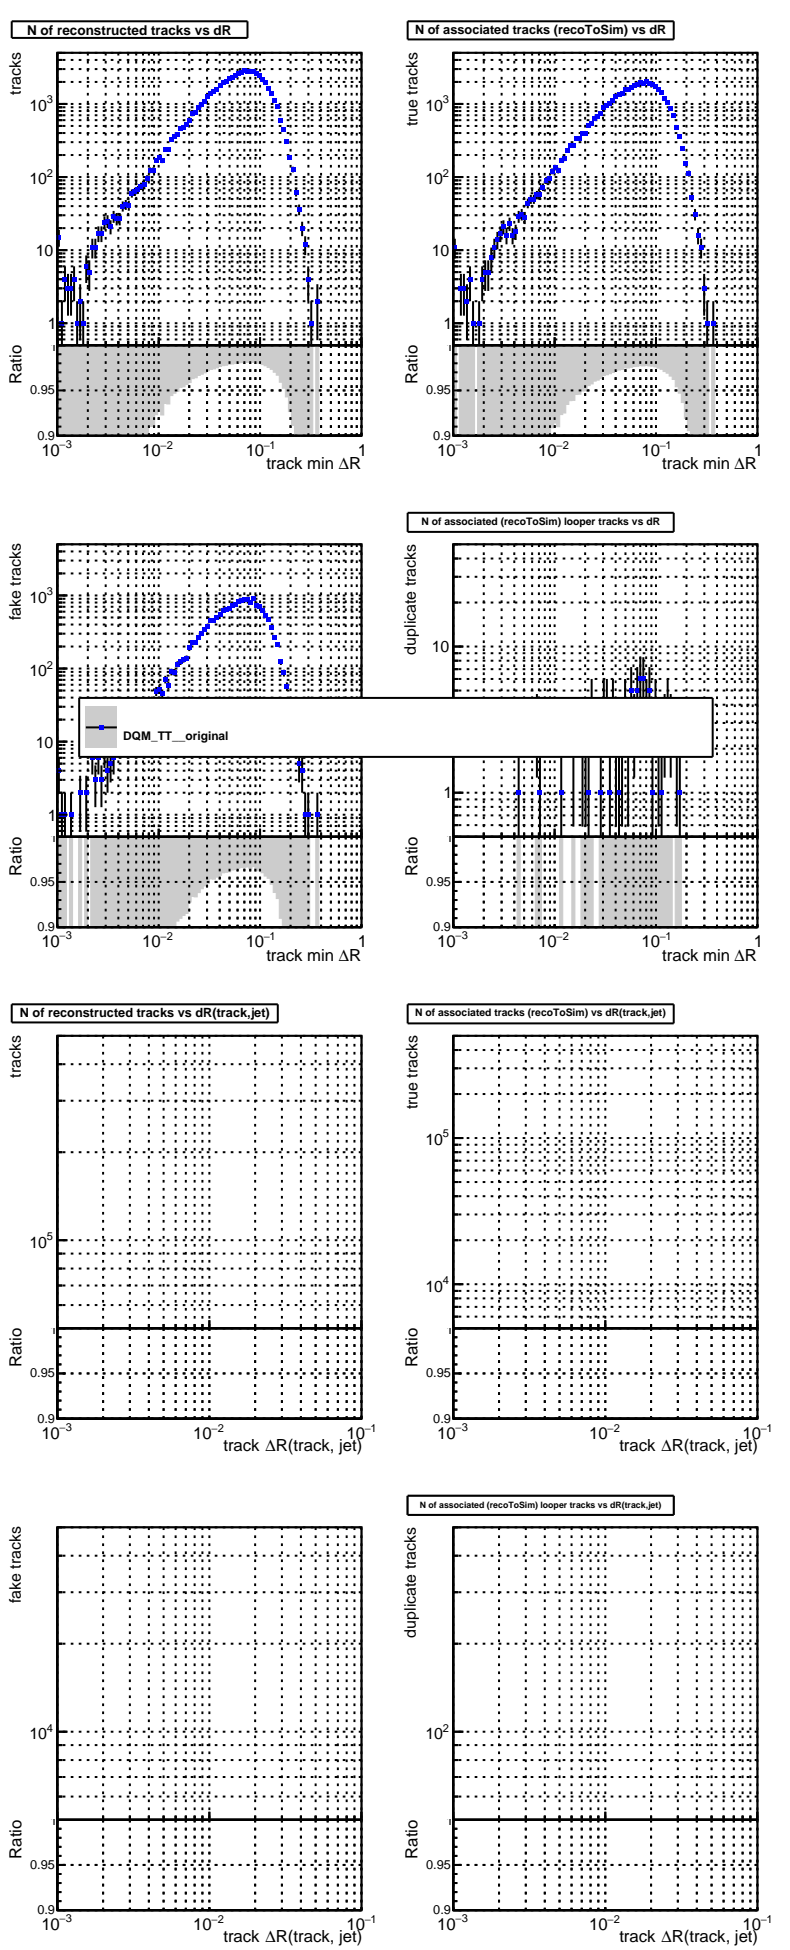 N of reconstructed tracks vs dR
tracks
10³
10²
10
1
Ratio
1
0.95
0.9
10⁻³
10⁻²
10⁻¹
1
track min ΔR
N of associated tracks (recoToSim) vs dR
true tracks
10³
10²
10
1
Ratio
1
0.95
0.9
10⁻³
10⁻²
10⁻¹
1
track min ΔR
fake tracks
10³
10²
10
1
Ratio
1
0.95
0.9
10⁻³
10⁻²
10⁻¹
1
track min ΔR
N of associated (recoToSim) looper tracks vs dR
duplicate tracks
10
1
Ratio
1
0.95
0.9
10⁻³
10⁻²
10⁻¹
1
track min ΔR
DQM_TT__original
N of reconstructed tracks vs dR(track,jet)
tracks
10⁵
Ratio
1
0.95
0.9
10⁻³
10⁻²
10⁻¹
track ΔR(track, jet)
N of associated tracks (recoToSim) vs dR(track,jet)
true tracks
10⁵
10⁴
Ratio
1
0.95
0.9
10⁻³
10⁻²
10⁻¹
track ΔR(track, jet)
fake tracks
10⁴
Ratio
1
0.95
0.9
10⁻³
10⁻²
10⁻¹
track ΔR(track, jet)
N of associated (recoToSim) looper tracks vs dR(track,jet)
duplicate tracks
10²
Ratio
1
0.95
0.9
10⁻³
10⁻²
10⁻¹
track ΔR(track, jet)